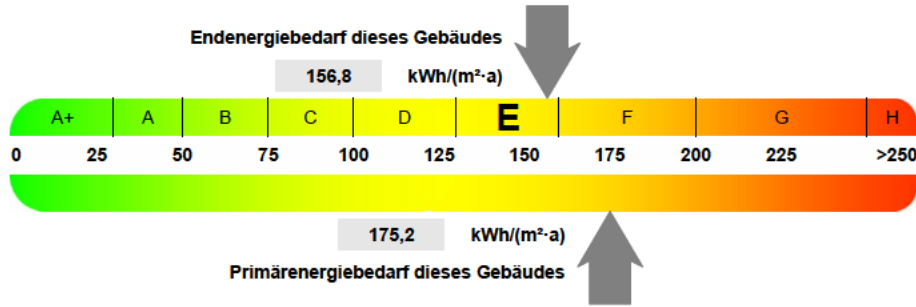 Endenergiebedarf dieses Gebäudes
156,8 kWh/(m²·a)
A+ A B C D E F G H
0 25 50 75 100 125 150 175 200 225 >250
175,2 kWh/(m²·a)
Primärenergiebedarf dieses Gebäudes